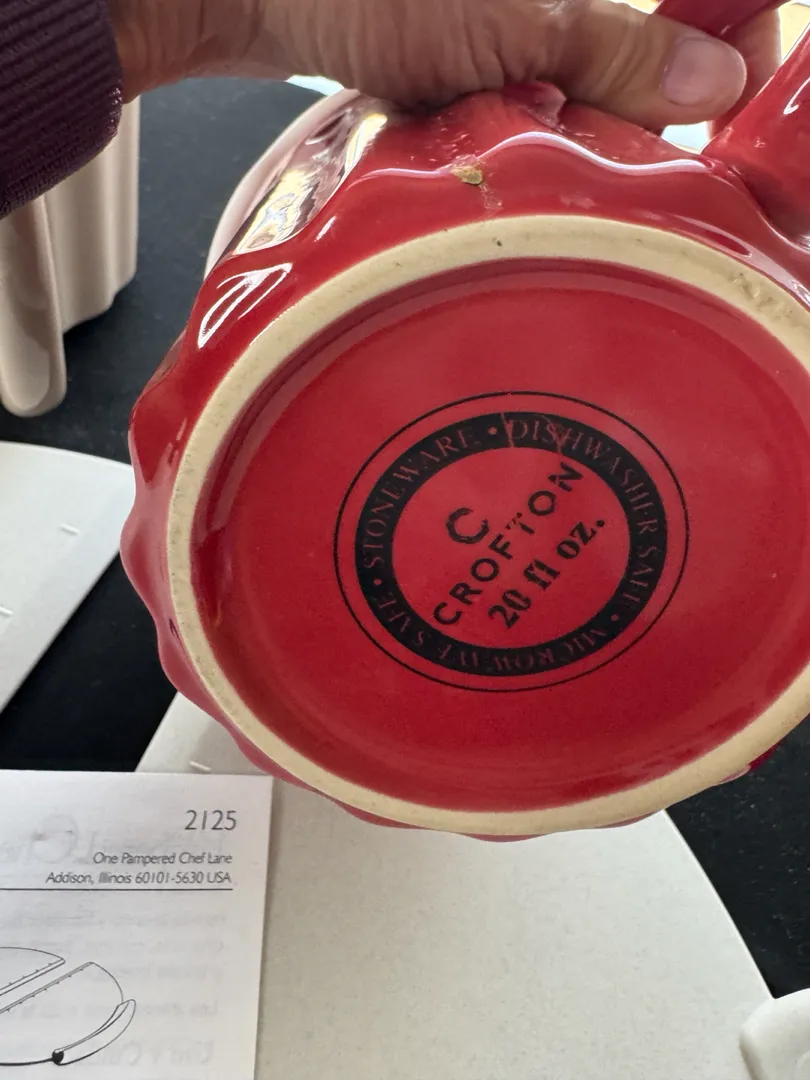 STONEWARE • DISHWASHER SAFE • MICROWAVE SAFE •
C
CROFTON
20 fl oz.
2125
One Pampered Chef Lane
Addison, Illinois 60101-5630 USA